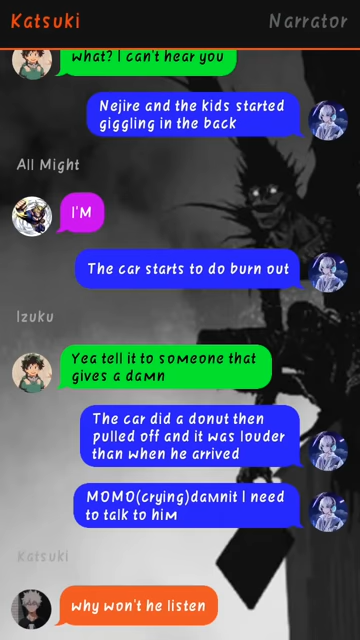 Katsuki
Narrator
what? I can't hear you
Nejire and the kids started
giggling in the back
All Might
I'M
The car starts to do burn out
Izuku
Yea tell it to someone that
gives a damn
The car did a donut then
pulled off and it was louder
than when he arrived
MOMO(crying)damnit I need
to talk to him
Katsuki
why won't he listen